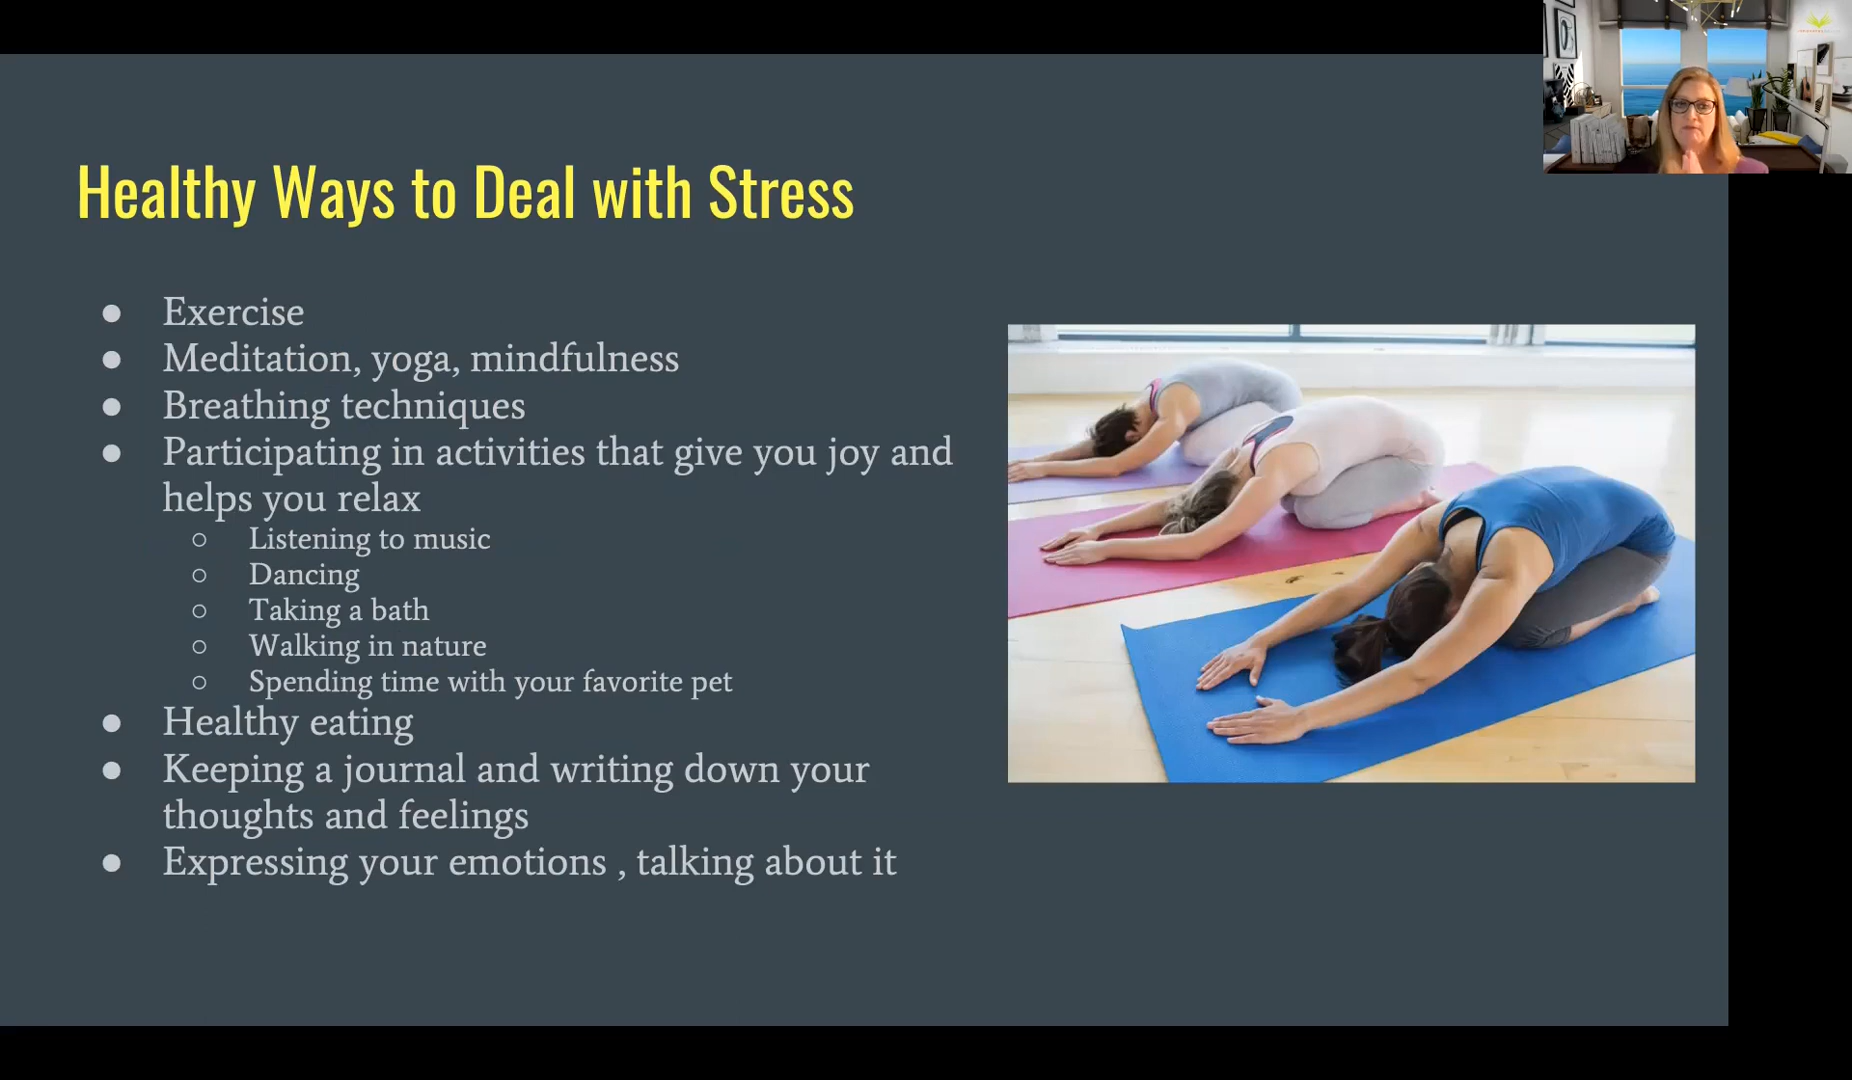 Healthy Ways to Deal with Stress
● Exercise
● Meditation, yoga, mindfulness
● Breathing techniques
● Participating in activities that give you joy and
helps you relax
○ Listening to music
○ Dancing
○ Taking a bath
○ Walking in nature
○ Spending time with your favorite pet
● Healthy eating
● Keeping a journal and writing down your
thoughts and feelings
● Expressing your emotions , talking about it